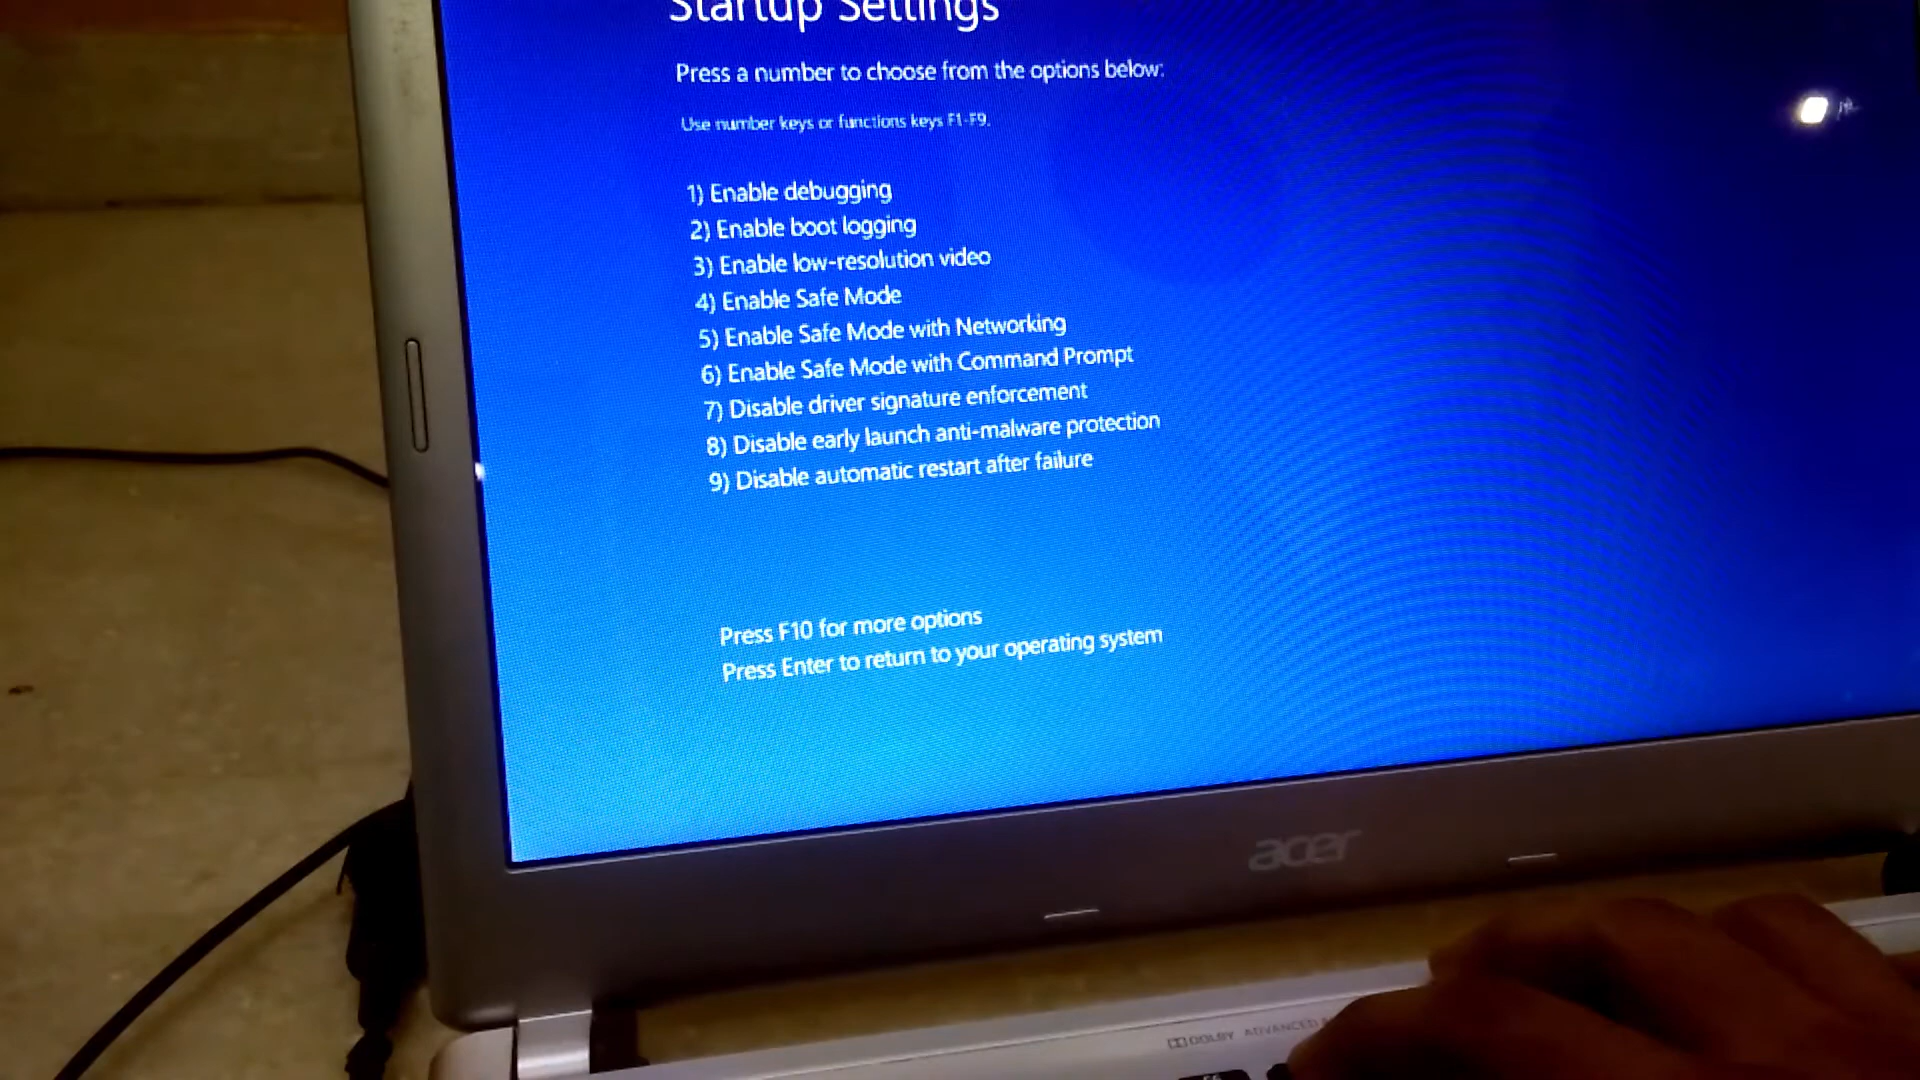 Startup Settings
Press a number to choose from the options below:
Use number keys or functions keys F1-F9.
1) Enable debugging
2) Enable boot logging
3) Enable low-resolution video
4) Enable Safe Mode
5) Enable Safe Mode with Networking
6) Enable Safe Mode with Command Prompt
7) Disable driver signature enforcement
8) Disable early launch anti-malware protection
9) Disable automatic restart after failure
Press F10 for more options
Press Enter to return to your operating system
acer
DOLBY ADVANCED